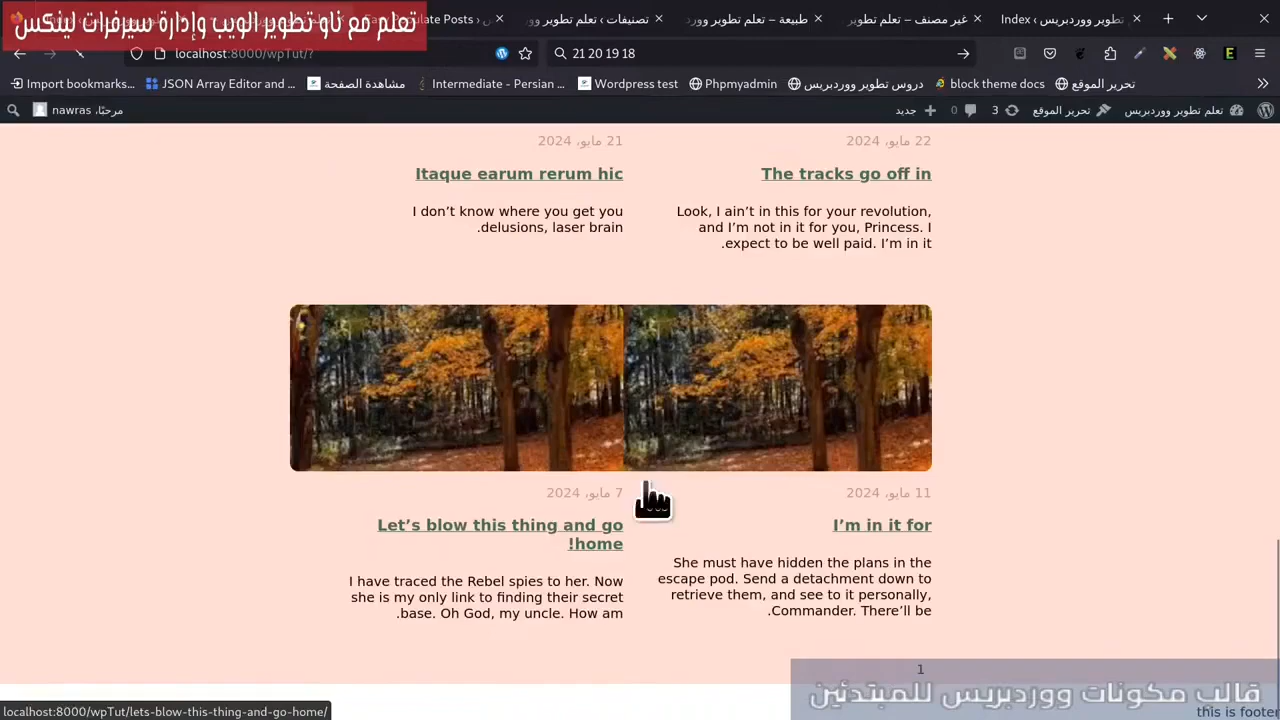 تعلم مع ناو تطوير الويب وإدارة سيرفرات لينكس
تصنيفات ‹ تعلم تطوير وور
طبيعة – تعلم تطوير وورد
غير مصنف – تعلم تطوير
Index ‹ تطوير ووردبريس
localhost:8000/wpTut/?
21 20 19 18
Import bookmarks...
JSON Array Editor and ...
مشاهدة الصفحة
Intermediate - Persian ...
Wordpress test
Phpmyadmin
دروس تطوير ووردبريس
block theme docs
تحرير الموقع
تعلم تطوير ووردبريس
3
تحرير الموقع
0
جديد
مرحبًا، nawras
22 مايو، 2024
The tracks go off in
Look, I ain’t in this for your revolution,
and I’m not in it for you, Princess. I
expect to be well paid. I’m in it.
21 مايو، 2024
Itaque earum rerum hic
I don’t know where you get you
delusions, laser brain.
11 مايو، 2024
I’m in it for
She must have hidden the plans in the
escape pod. Send a detachment down to
retrieve them, and see to it personally,
Commander. There’ll be.
7 مايو، 2024
Let’s blow this thing and go
home!
I have traced the Rebel spies to her. Now
she is my only link to finding their secret
base. Oh God, my uncle. How am.
1
قالب مكونات ووردبريس للمبتدئين
this is footer
localhost:8000/wpTut/lets-blow-this-thing-and-go-home/